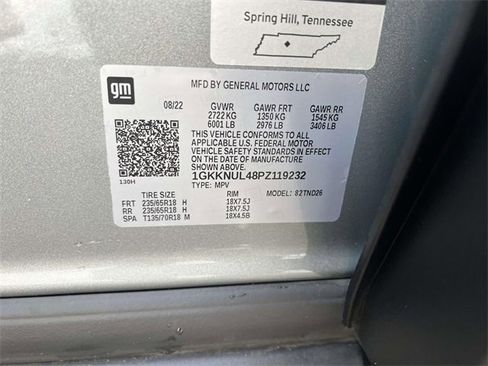 Spring Hill, Tennessee
gm
MFD BY GENERAL MOTORS LLC
08/22 GVWR GAWR FRT GAWR RR
2722 KG 1350 KG 1545 KG
6001 LB 2976 LB 3406 LB
THIS VEHICLE CONFORMS TO ALL
APPLICABLE U.S. FEDERAL MOTOR
VEHICLE SAFETY STANDARDS IN EFFECT
ON THE DATE OF MANUFACTURE
SHOWN ABOVE.
1GKKNUL48PZ119232
130H TYPE: MPV MODEL: 82TND26
TIRE SIZE RIM
FRT 235/65R18 H 18X7.5J
RR 235/65R18 H 18X7.5J
SPA T135/70R18 M 18X4.5B